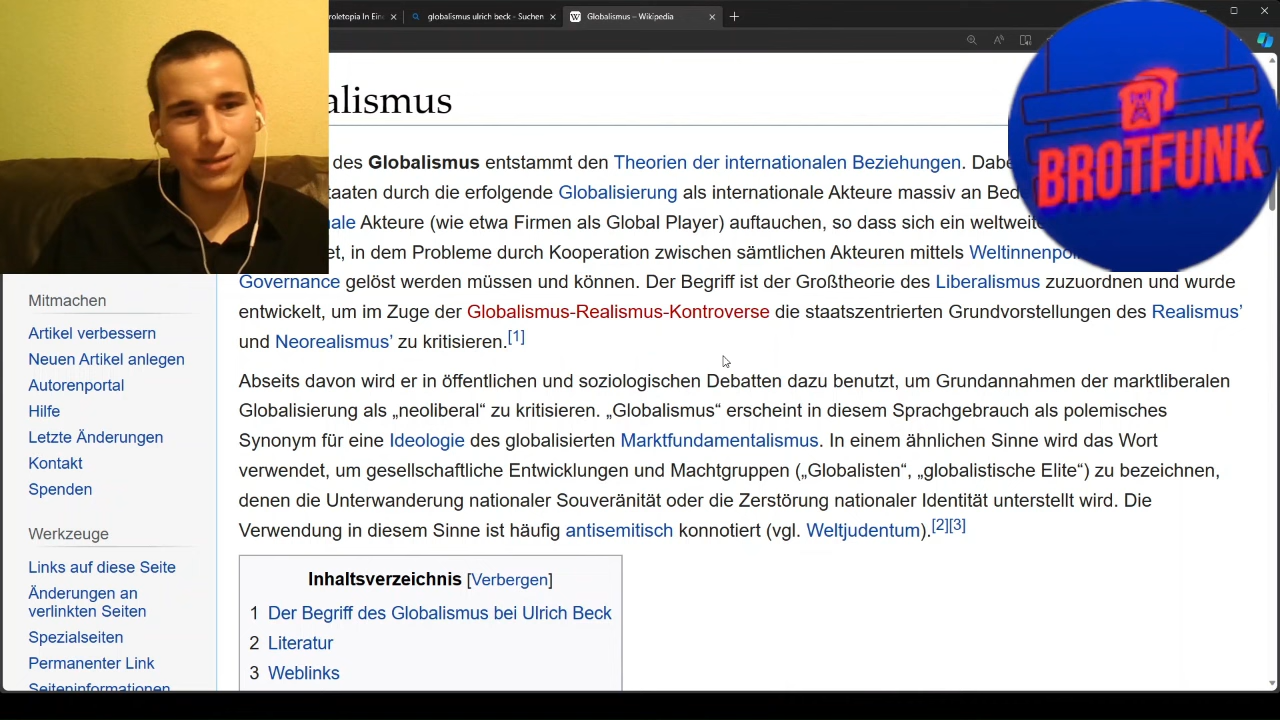 roletopia In Ein
globalismus ulrich beck - Suchen
Globalismus – Wikipedia
alismus
BROTFUNK
des Globalismus entstammt den Theorien der internationalen Beziehungen. Dabe
taaten durch die erfolgende Globalisierung als internationale Akteure massiv an Bed
nale Akteure (wie etwa Firmen als Global Player) auftauchen, so dass sich ein weltweite
et, in dem Probleme durch Kooperation zwischen sämtlichen Akteuren mittels Weltinnenpo
Governance gelöst werden müssen und können. Der Begriff ist der Großtheorie des Liberalismus zuzuordnen und wurde
entwickelt, um im Zuge der Globalismus-Realismus-Kontroverse die staatszentrierten Grundvorstellungen des Realismus’
und Neorealismus’ zu kritisieren.[1]
Abseits davon wird er in öffentlichen und soziologischen Debatten dazu benutzt, um Grundannahmen der marktliberalen
Globalisierung als „neoliberal“ zu kritisieren. „Globalismus“ erscheint in diesem Sprachgebrauch als polemisches
Synonym für eine Ideologie des globalisierten Marktfundamentalismus. In einem ähnlichen Sinne wird das Wort
verwendet, um gesellschaftliche Entwicklungen und Machtgruppen („Globalisten“, „globalistische Elite“) zu bezeichnen,
denen die Unterwanderung nationaler Souveränität oder die Zerstörung nationaler Identität unterstellt wird. Die
Verwendung in diesem Sinne ist häufig antisemitisch konnotiert (vgl. Weltjudentum).[2][3]
Inhaltsverzeichnis [Verbergen]
1 Der Begriff des Globalismus bei Ulrich Beck
2 Literatur
3 Weblinks
Mitmachen
Artikel verbessern
Neuen Artikel anlegen
Autorenportal
Hilfe
Letzte Änderungen
Kontakt
Spenden
Werkzeuge
Links auf diese Seite
Änderungen an
verlinkten Seiten
Spezialseiten
Permanenter Link
Seiteninformationen